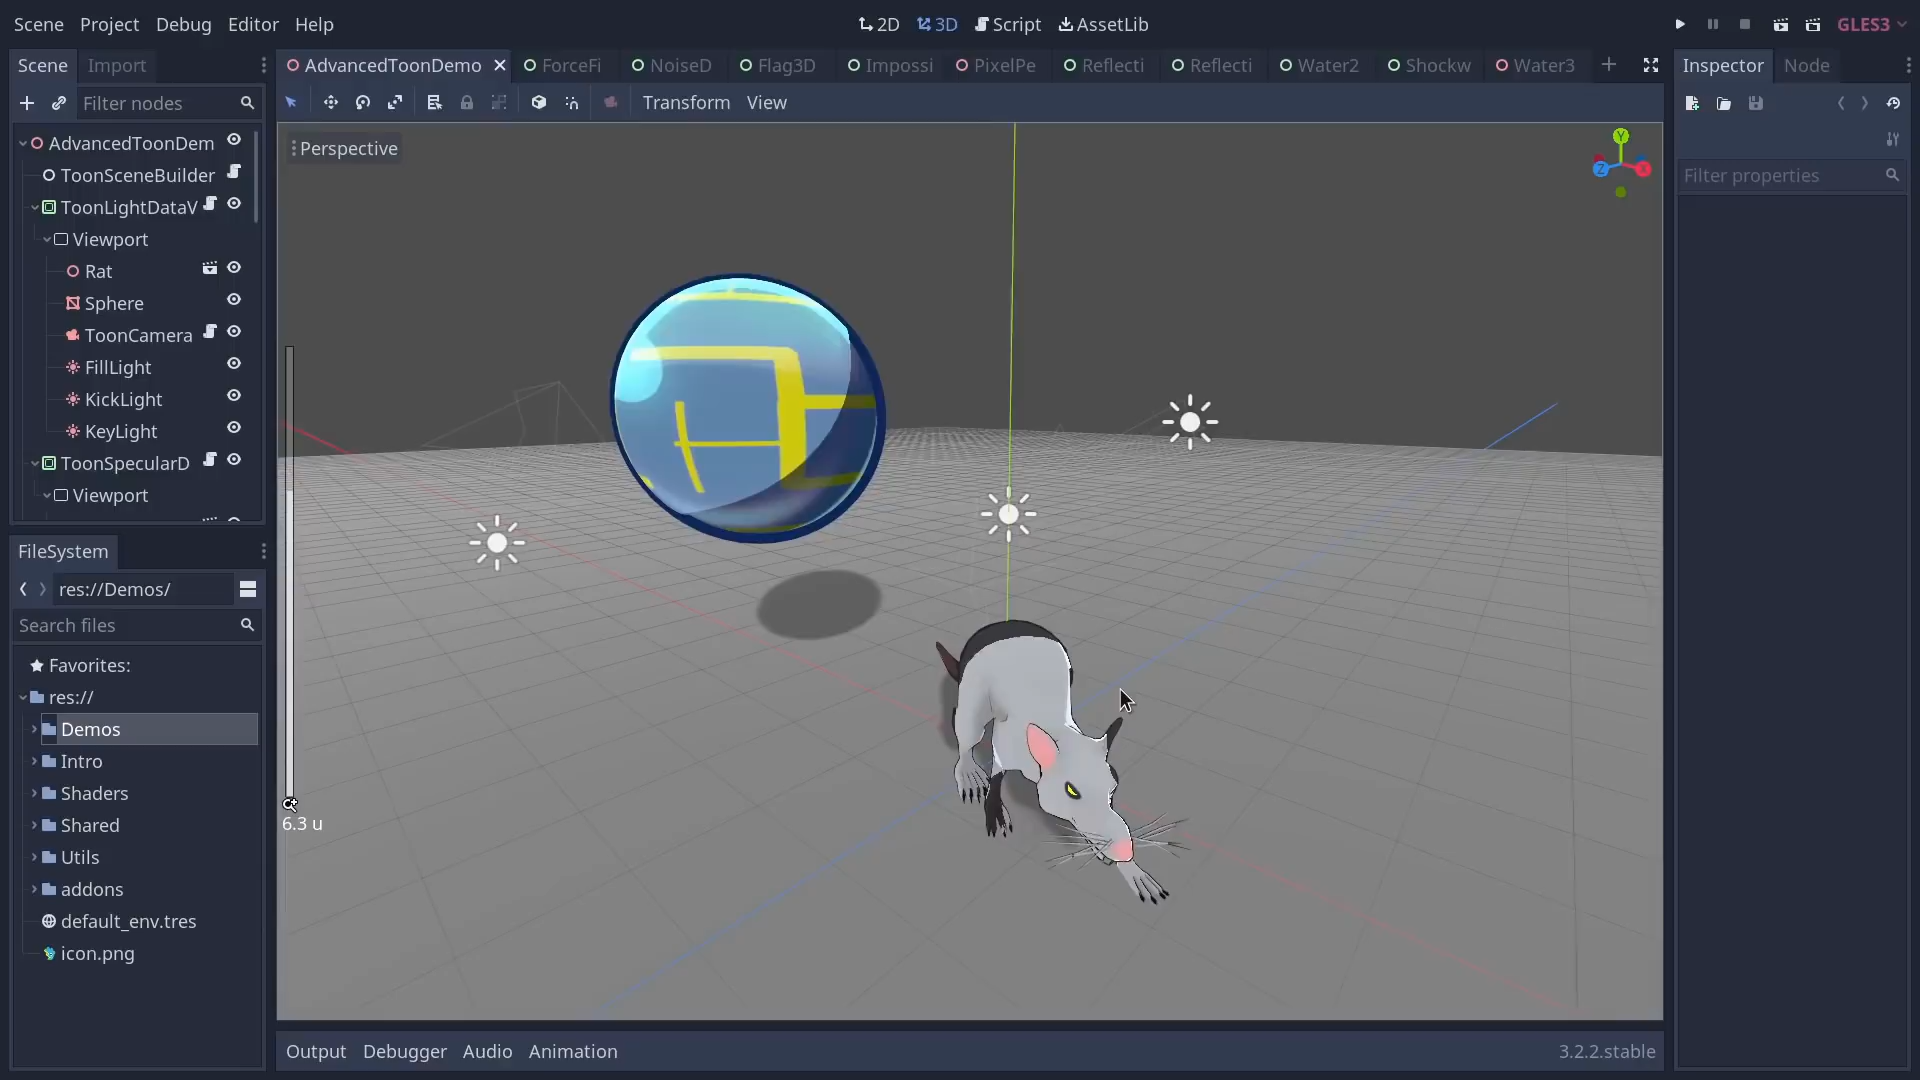 Scene Project Debug Editor Help
2D 3D Script AssetLib
GLES3
Scene Import
AdvancedToonDemo ForceFi NoiseD Flag3D Impossi PixelPe Reflecti Reflecti Water2 Shockw Water3
Inspector Node
Filter nodes
Transform View
AdvancedToonDem
ToonSceneBuilder
ToonLightDataV
Viewport
Rat
Sphere
ToonCamera
FillLight
KickLight
KeyLight
ToonSpecularD
Viewport
Perspective
Y
Z
X
6.3 u
Filter properties
FileSystem
res://Demos/
Search files
Favorites:
res://
Demos
Intro
Shaders
Shared
Utils
addons
default_env.tres
icon.png
Output Debugger Audio Animation
3.2.2.stable